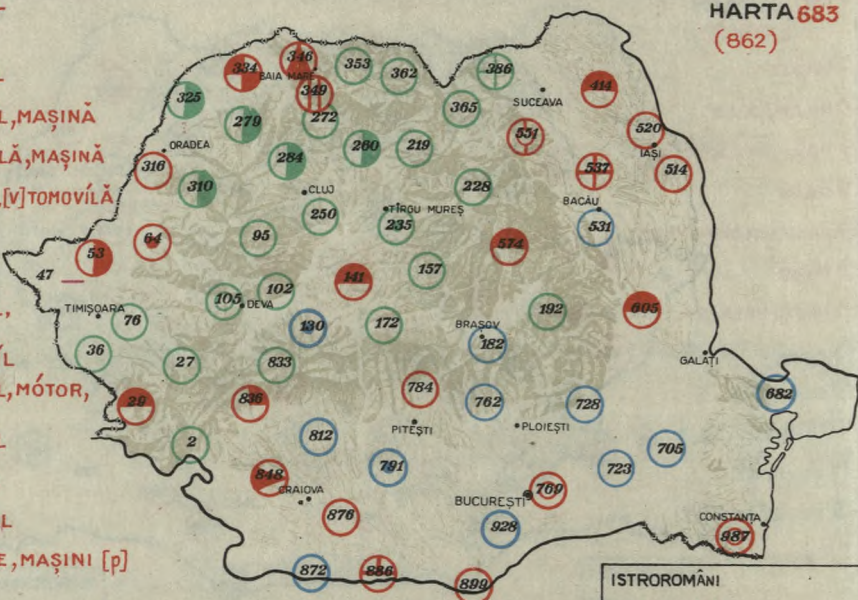 HARTA 683
(862)
L,MAȘINĂ
LĂ,MAȘINĂ
,[V]TOMOVÍLĂ
ÍL
L,MÓTOR,
L
E,MAȘINI [p]
346
334
BAIA MARE
353
362
386
349
325
SUCEAVA
414
365
279
272
551
520
ORADEA
284
260
219
IAȘI
316
537
514
310
228
CLUJ
BACĂU
250
TÎRGU MUREȘ
235
531
64
95
574
53
47
141
157
105
102
DEVA
TIMIȘOARA
76
130
172
192
605
BRAȘOV
182
36
27
833
GALAȚI
784
682
29
836
762
728
PITEȘTI
PLOIEȘTI
2
812
705
791
723
848
CRAIOVA
769
BUCUREȘTI
876
928
CONSTANȚA
987
872
886
899
ISTROROMÂNI